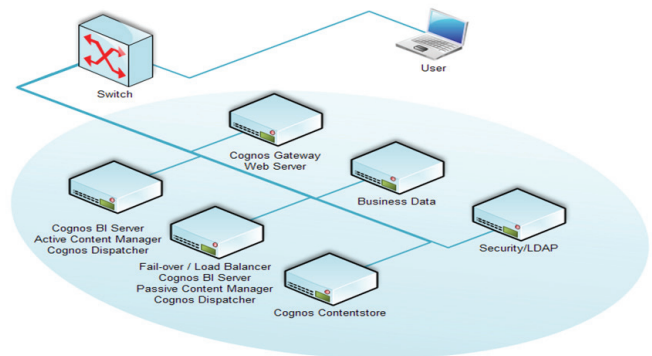 User
Switch
Cognos Gateway
Web Server
Business Data
Cognos BI Server
Active Content Manager
Cognos Dispatcher
Security/LDAP
Fail-over / Load Balancer
Cognos BI Server
Passive Content Manager
Cognos Dispatcher
Cognos Contentstore